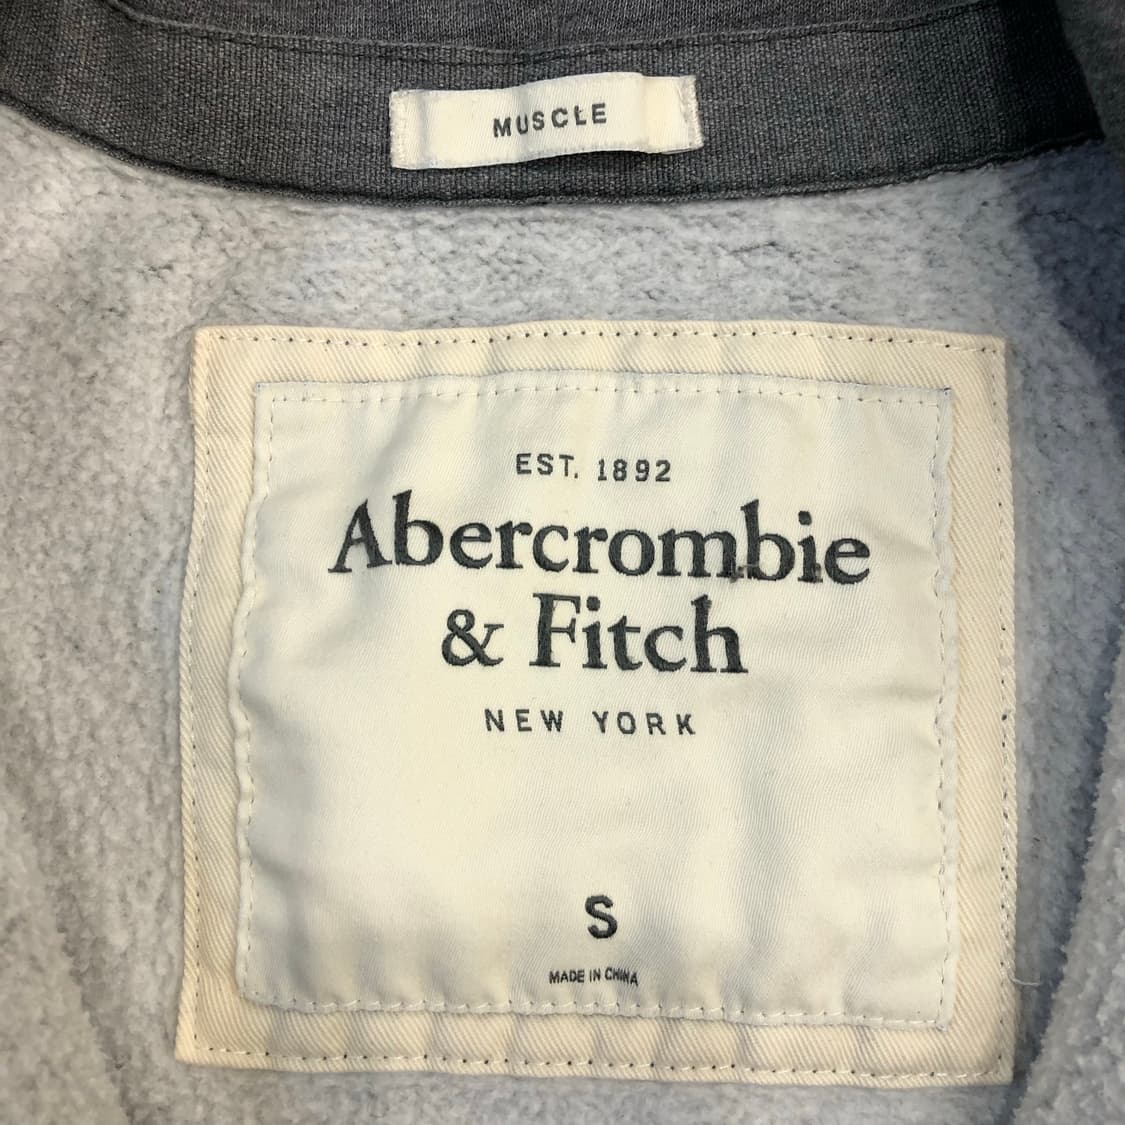 MUSCLE
EST. 1892
Abercrombie
& Fitch
NEW YORK
S
MADE IN CHINA